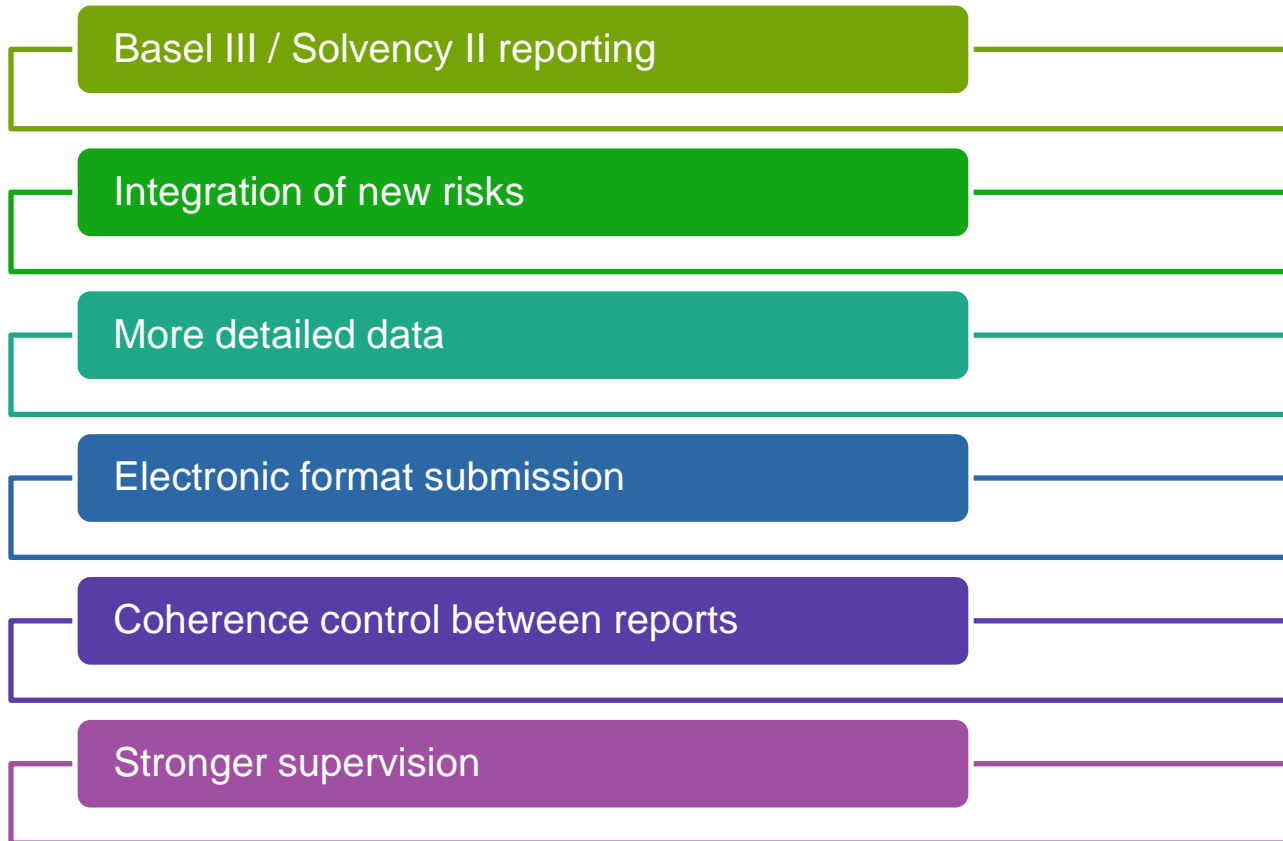 Basel III / Solvency II reporting
Integration of new risks
More detailed data
Electronic format submission
Coherence control between reports
Stronger supervision